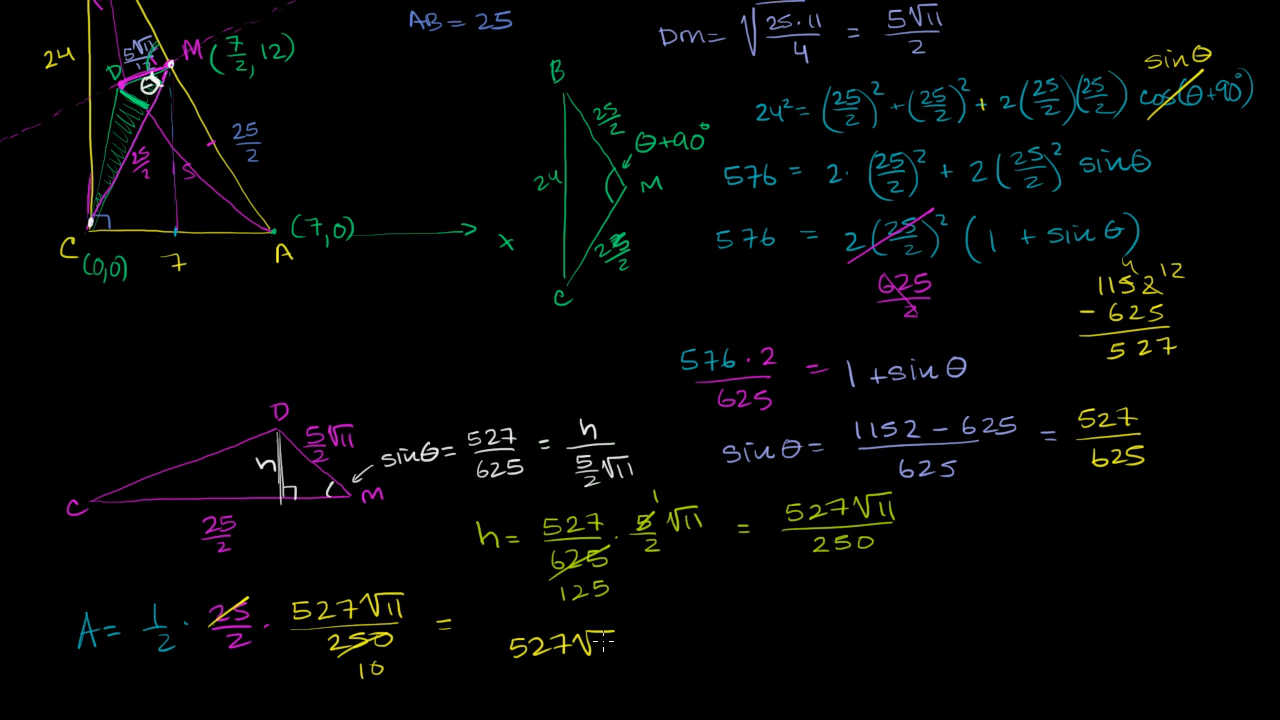 AB = 25
24
5√11
D
M (7/2, 12)
θ
25/2
25/2
5
C
(0,0)
7
A
(7,0)
x
B
25/2
θ+90°
24
M
25/2
C
DM = √(25·11/4) = 5√11/2
sinθ
24² = (25/2)² + (25/2)² + 2(25/2)(25/2) cos(θ+90°)
576 = 2·(25/2)² + 2(25/2)² sinθ
576 = 2(25/2)² (1 + sinθ)
625/2
4 12
1152
- 625
527
576·2/625 = 1 + sinθ
sinθ = 1152 - 625/625 = 527/625
D
5/2 √11
h
C
M
25/2
sinθ = 527/625 = h/(5/2 √11)
h = 527/625 · 5/2 √11 = 527√11/250
1
125
A = 1/2 · 25/2 · 527√11/250 =
10
527√1